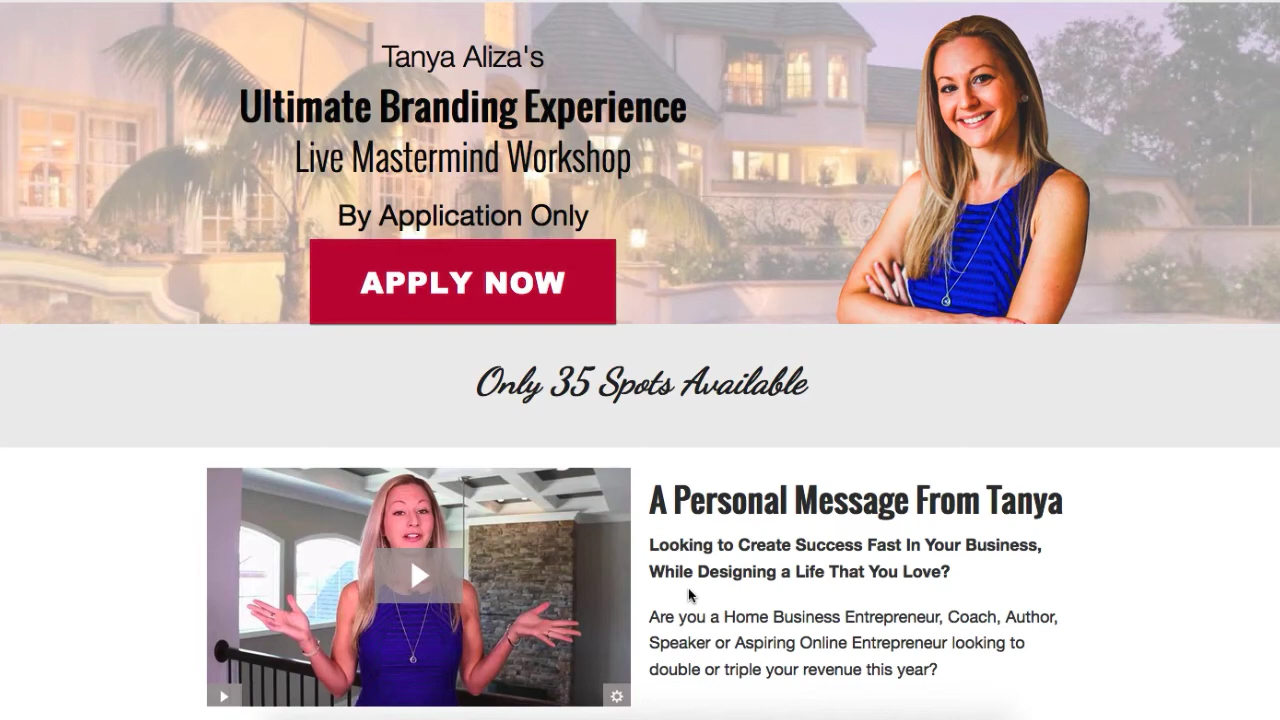 Tanya Aliza's
Ultimate Branding Experience
Live Mastermind Workshop
By Application Only
APPLY NOW
Only 35 Spots Available
A Personal Message From Tanya
Looking to Create Success Fast In Your Business,
While Designing a Life That You Love?
Are you a Home Business Entrepreneur, Coach, Author,
Speaker or Aspiring Online Entrepreneur looking to
double or triple your revenue this year?